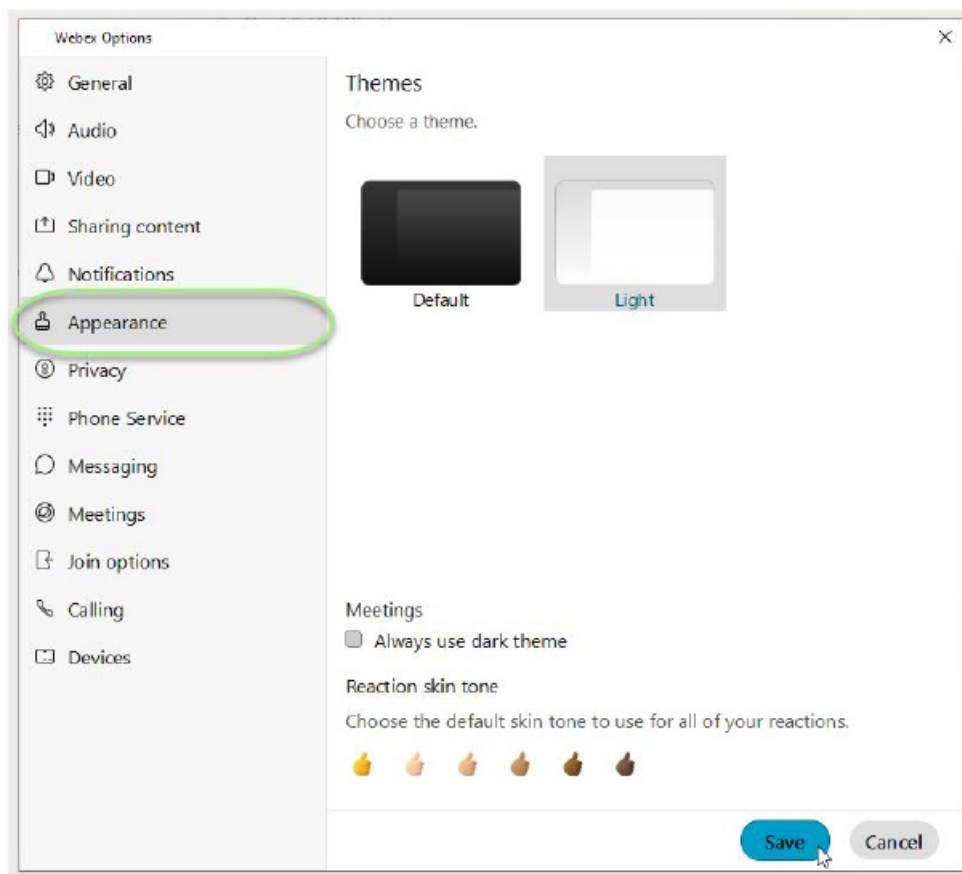 Webex Options
General
Audio
Video
Sharing content
Notifications
Appearance
Privacy
Phone Service
Messaging
Meetings
Join options
Calling
Devices
Themes
Choose a theme.
Default
Light
Meetings
Always use dark theme
Reaction skin tone
Choose the default skin tone to use for all of your reactions.
Save
Cancel